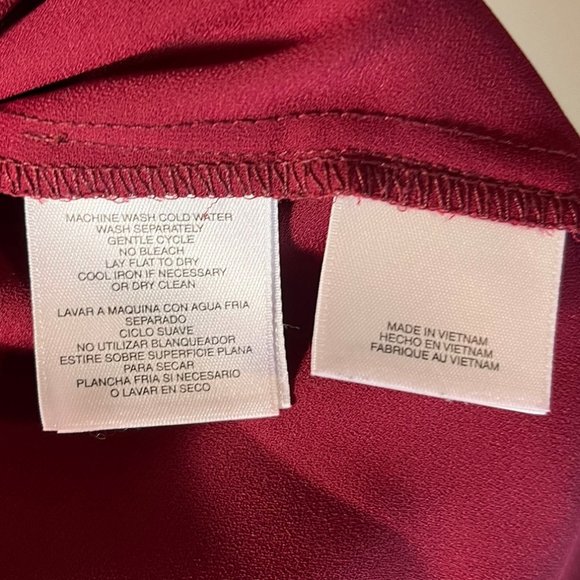 MACHINE WASH COLD WATER
WASH SEPARATELY
GENTLE CYCLE
NO BLEACH
LAY FLAT TO DRY
COOL IRON IF NECESSARY
OR DRY CLEAN
LAVAR A MAQUINA CON AGUA FRIA
SEPARADO
CICLO SUAVE
NO UTILIZAR BLANQUEADOR
ESTIRE SOBRE SUPERFICIE PLANA
PARA SECAR
PLANCHA FRIA SI NECESARIO
O LAVAR EN SECO
MADE IN VIETNAM
HECHO EN VIETNAM
FABRIQUE AU VIETNAM